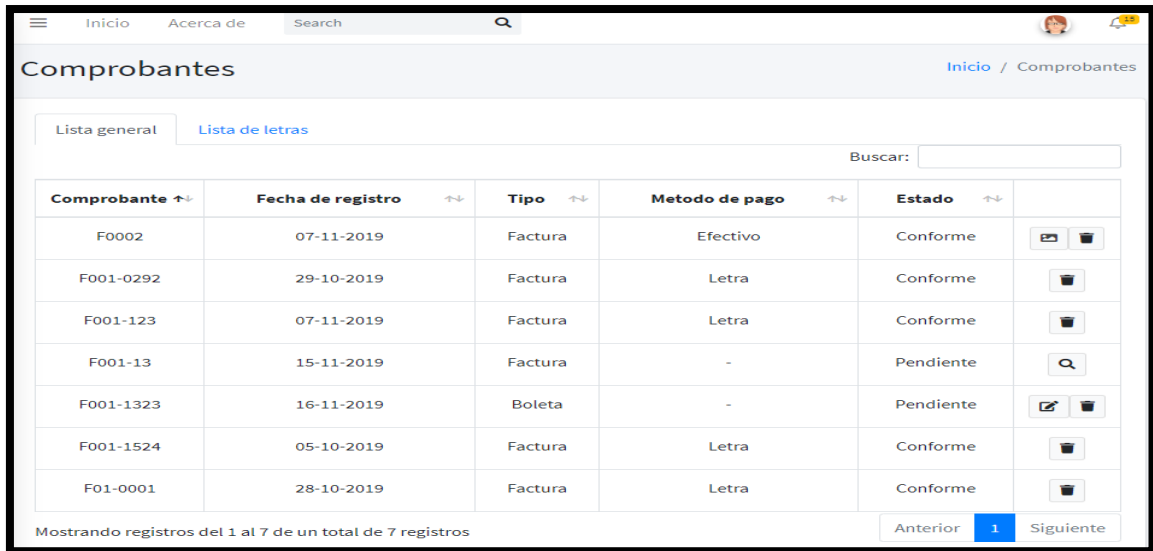 Inicio Acerca de Search 15
Comprobantes Inicio / Comprobantes
Lista general Lista de letras
Buscar:
Comprobante Fecha de registro Tipo Metodo de pago Estado
F0002 07-11-2019 Factura Efectivo Conforme
F001-0292 29-10-2019 Factura Letra Conforme
F001-123 07-11-2019 Factura Letra Conforme
F001-13 15-11-2019 Factura - Pendiente
F001-1323 16-11-2019 Boleta - Pendiente
F001-1524 05-10-2019 Factura Letra Conforme
F01-0001 28-10-2019 Factura Letra Conforme
Mostrando registros del 1 al 7 de un total de 7 registros Anterior 1 Siguiente